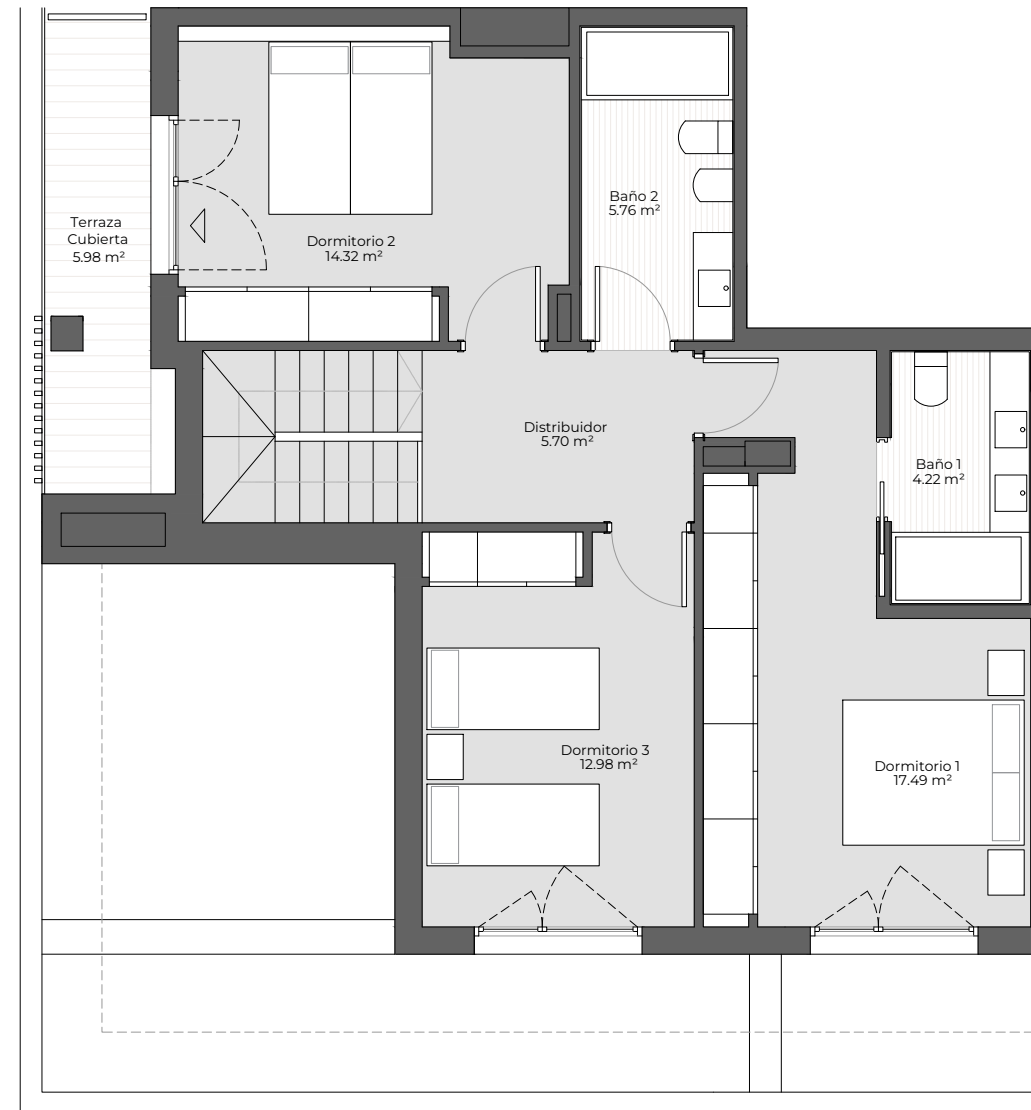 Terraza
Cubierta
5.98 m²
Dormitorio 2
14.32 m²
Baño 2
5.76 m²
Distribuidor
5.70 m²
Baño 1
4.22 m²
Dormitorio 3
12.98 m²
Dormitorio 1
17.49 m²